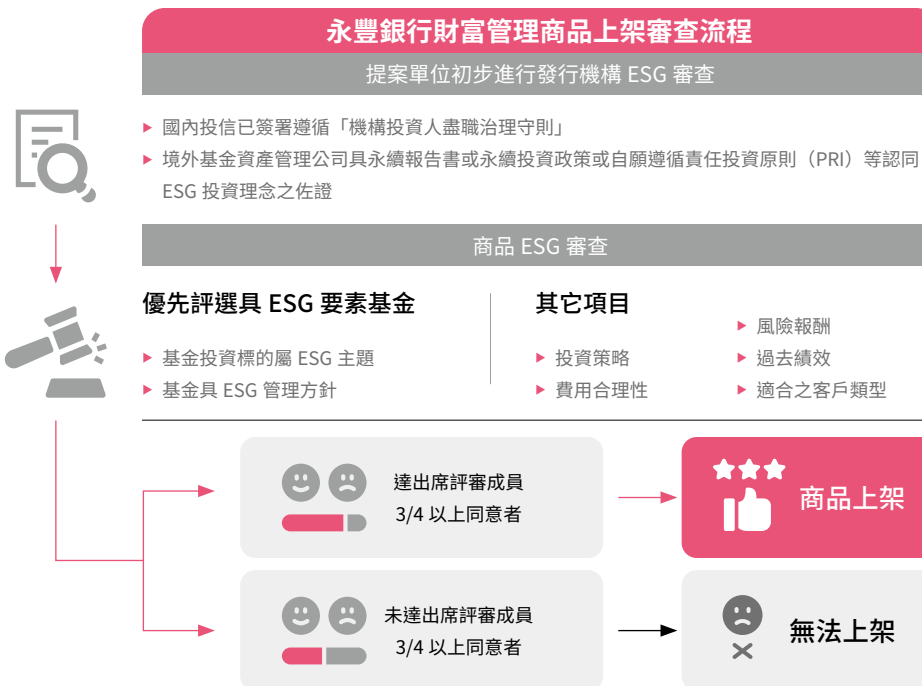 永豐銀行財富管理商品上架審查流程
提案單位初步進行發行機構 ESG 審查
國內投信已簽署遵循「機構投資人盡職治理守則」
境外基金資產管理公司具永續報告書或永續投資政策或自願遵循責任投資原則（PRI）等認同
ESG 投資理念之佐證
商品 ESG 審查
優先評選具 ESG 要素基金
基金投資標的屬 ESG 主題
基金具 ESG 管理方針
其它項目
投資策略
費用合理性
風險報酬
過去績效
適合之客戶類型
達出席評審成員
3/4 以上同意者
商品上架
未達出席評審成員
3/4 以上同意者
無法上架